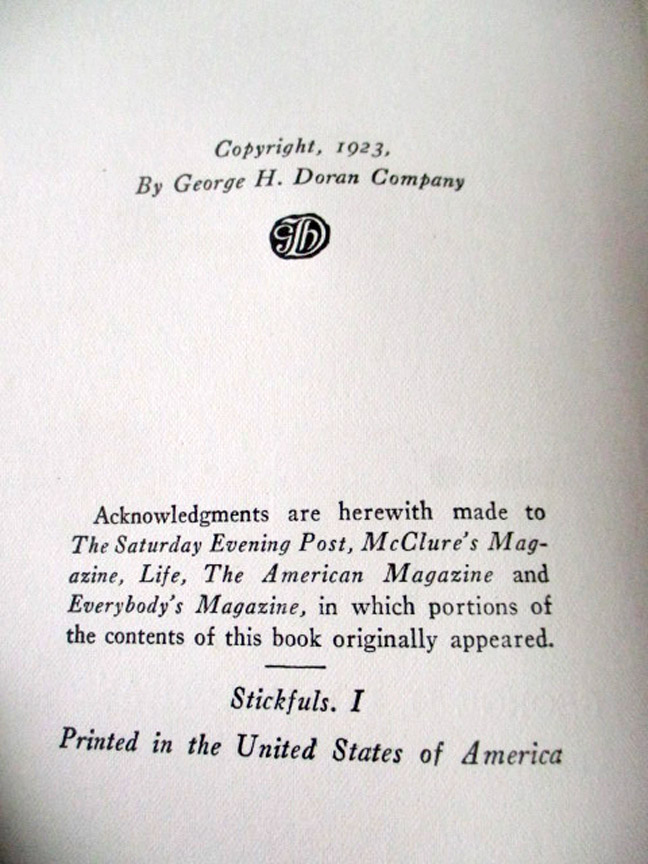 Copyright, 1923,
By George H. Doran Company
GHD
Acknowledgments are herewith made to
The Saturday Evening Post, McClure's Mag-
azine, Life, The American Magazine and
Everybody's Magazine, in which portions of
the contents of this book originally appeared.
Stickfuls. I
Printed in the United States of America